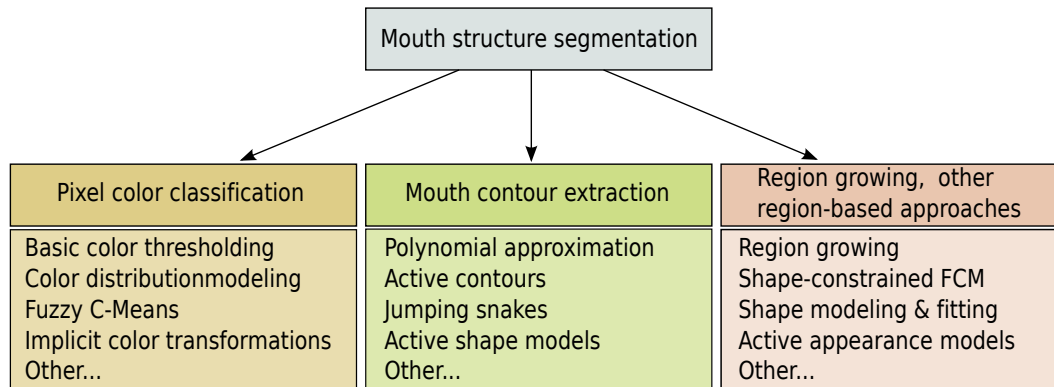 Mouth structure segmentation
Pixel color classification
Basic color thresholding
Color distributionmodeling
Fuzzy C-Means
Implicit color transformations
Other...
Mouth contour extraction
Polynomial approximation
Active contours
Jumping snakes
Active shape models
Other...
Region growing, other
region-based approaches
Region growing
Shape-constrained FCM
Shape modeling & fitting
Active appearance models
Other...